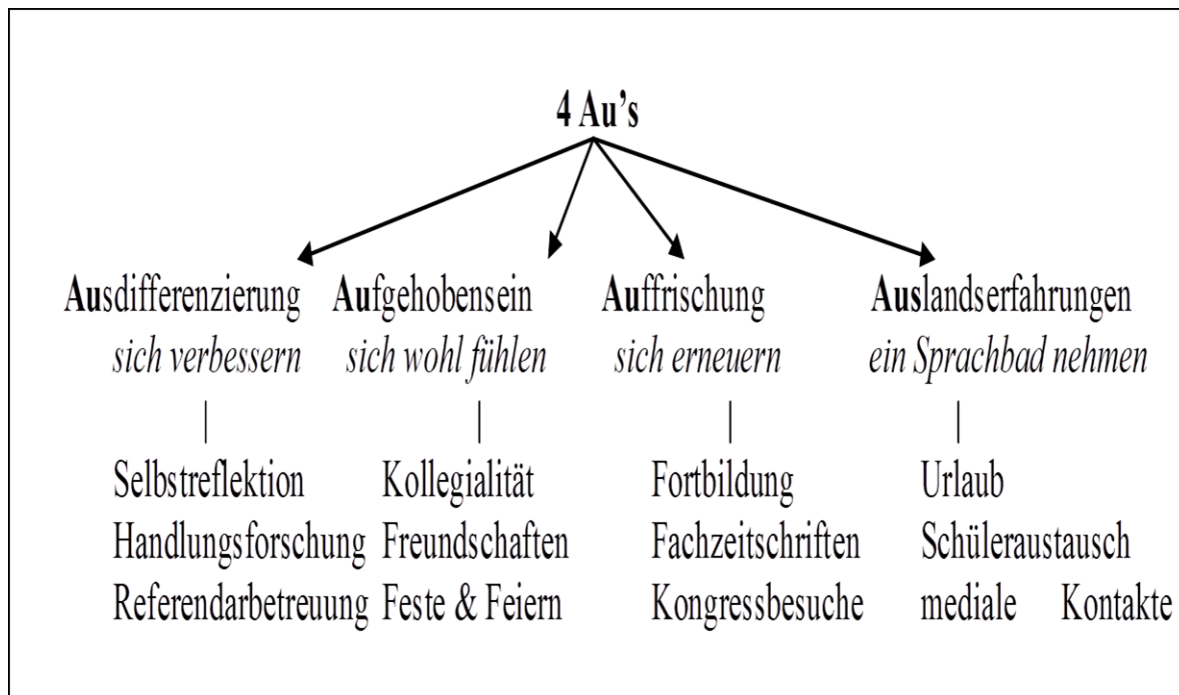 4 Au’s
Ausdifferenzierung Aufgehobensein Auffrischung Auslandserfahrungen
sich verbessern sich wohl fühlen sich erneuern ein Sprachbad nehmen
Selbstreflektion Kollegialität Fortbildung Urlaub
Handlungsforschung Freundschaften Fachzeitschriften Schüleraustausch
Referendarbetreuung Feste & Feiern Kongressbesuche mediale Kontakte